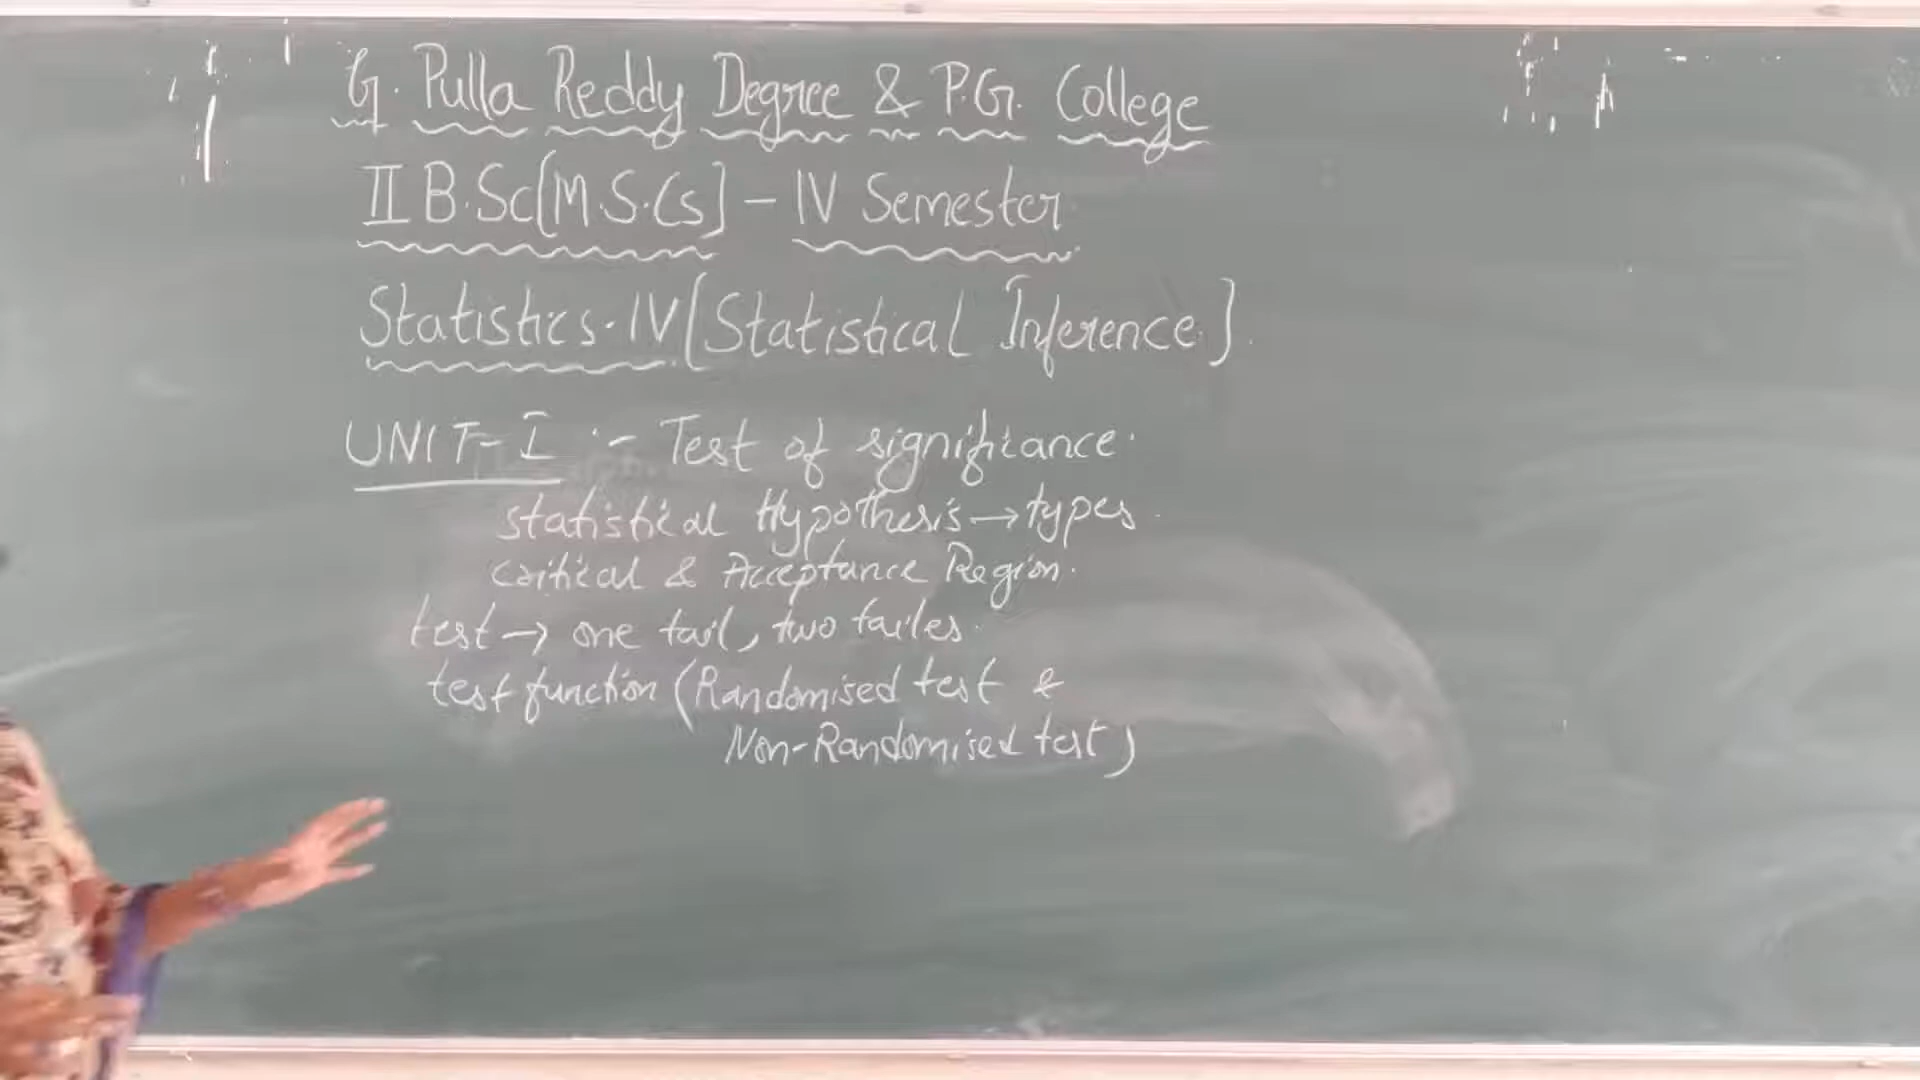 G. Pulla Reddy Degree & P.G. College
II B.Sc[M.S.Cs] - IV Semester
Statistics-IV [Statistical Inference].
UNIT-I :- Test of significance.
statistical Hypothesis → types.
critical & Acceptance Region.
test → one tail, two tailes.
test function (Randomised test &
Non-Randomised test)